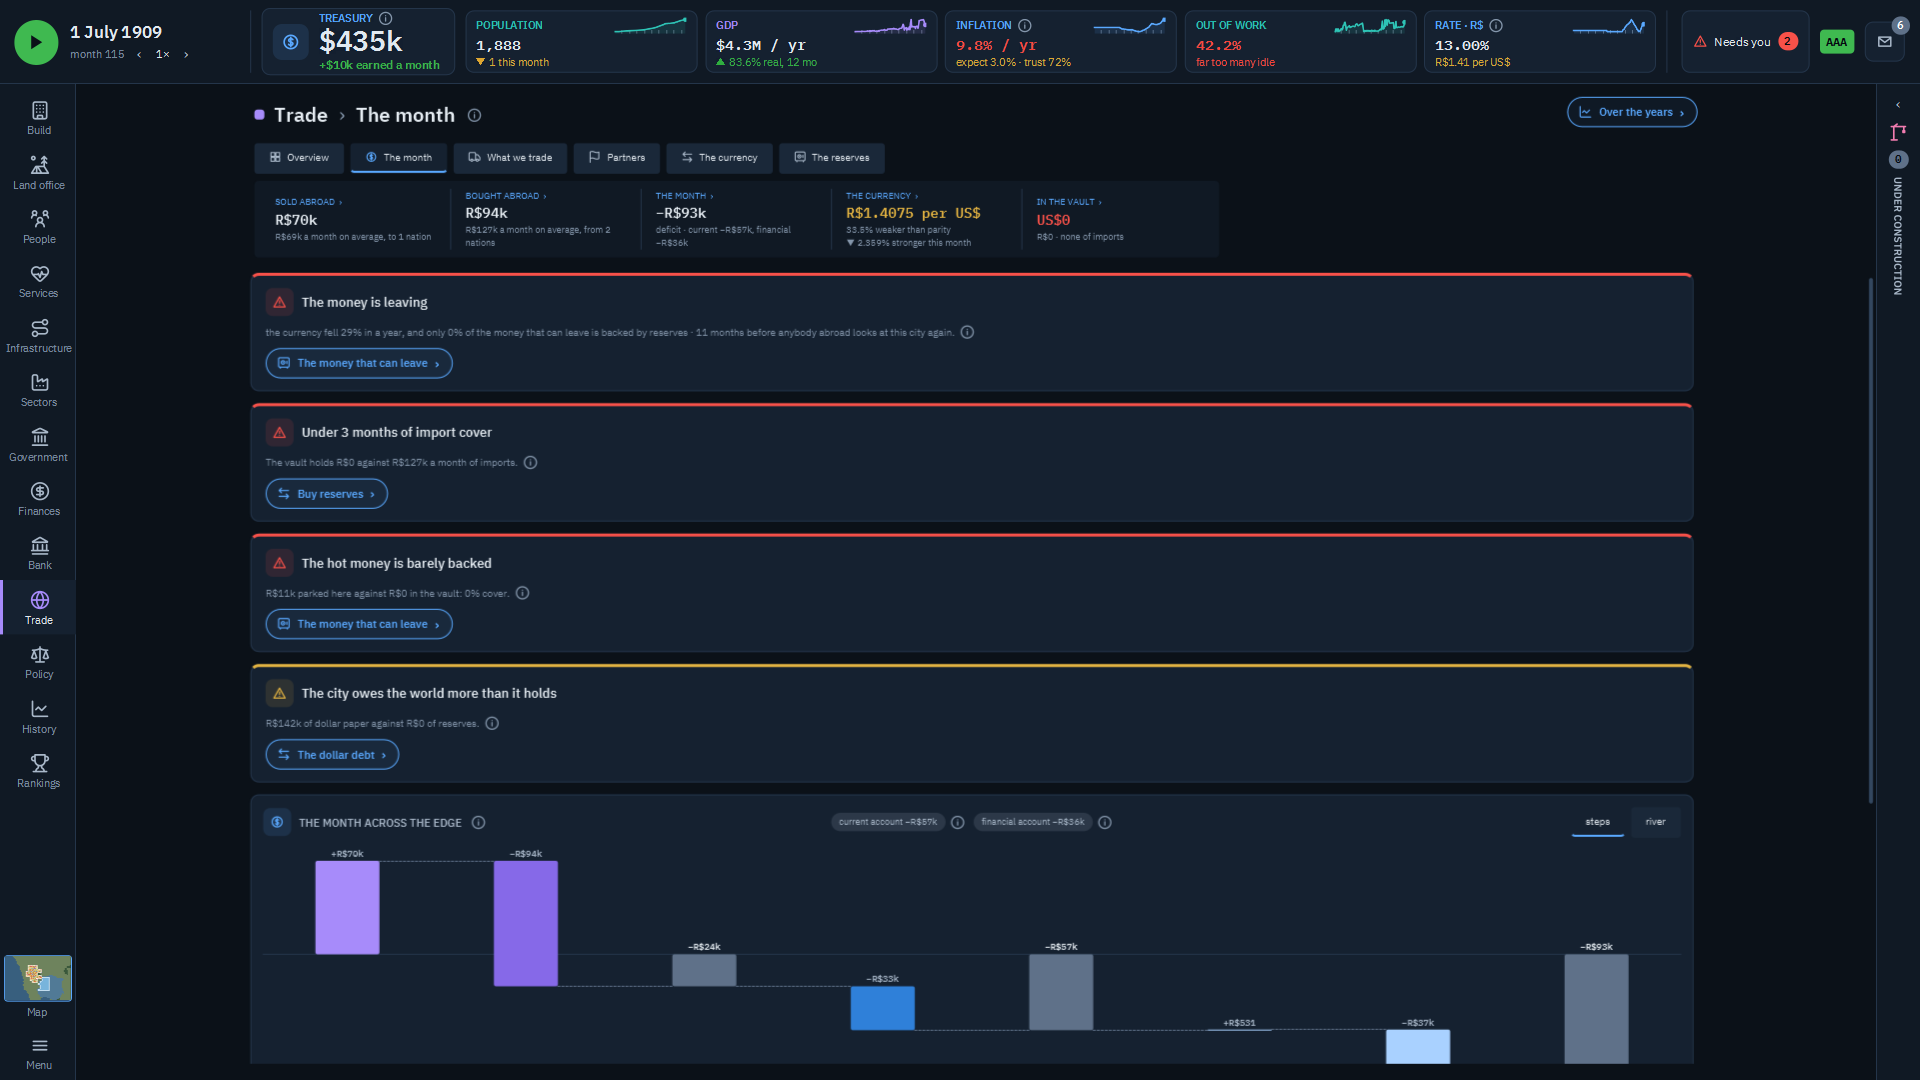 1 July 1909
month 115 ‹ 1× ›
TREASURY
$435k
+$10k earned a month
POPULATION
1,888
▼ 1 this month
GDP
$4.3M / yr
▲ 83.6% real, 12 mo
INFLATION
9.8% / yr
expect 3.0% · trust 72%
OUT OF WORK
42.2%
far too many idle
RATE · R$
13.00%
R$1.41 per US$
Needs you 2
AAA
6
Build
Land office
People
Services
Infrastructure
Sectors
Government
Finances
Bank
Trade
Policy
History
Rankings
Map
Menu
Trade › The month
Over the years ›
Overview
The month
What we trade
Partners
The currency
The reserves
SOLD ABROAD ›
R$70k
R$69k a month on average, to 1 nation
BOUGHT ABROAD ›
R$94k
R$127k a month on average, from 2
nations
THE MONTH ›
−R$93k
deficit · current −R$57k, financial
−R$36k
THE CURRENCY ›
R$1.4075 per US$
33.5% weaker than parity
▼ 2.359% stronger this month
IN THE VAULT ›
US$0
R$0 · none of imports
The money is leaving
the currency fell 29% in a year, and only 0% of the money that can leave is backed by reserves · 11 months before anybody abroad looks at this city again.
The money that can leave ›
Under 3 months of import cover
The vault holds R$0 against R$127k a month of imports.
Buy reserves ›
The hot money is barely backed
R$11k parked here against R$0 in the vault: 0% cover.
The money that can leave ›
The city owes the world more than it holds
R$142k of dollar paper against R$0 of reserves.
The dollar debt ›
THE MONTH ACROSS THE EDGE
current account −R$57k
financial account −R$36k
steps
river
+R$70k
−R$94k
−R$24k
−R$33k
−R$57k
+R$531
−R$37k
−R$93k
‹
0
UNDER CONSTRUCTION